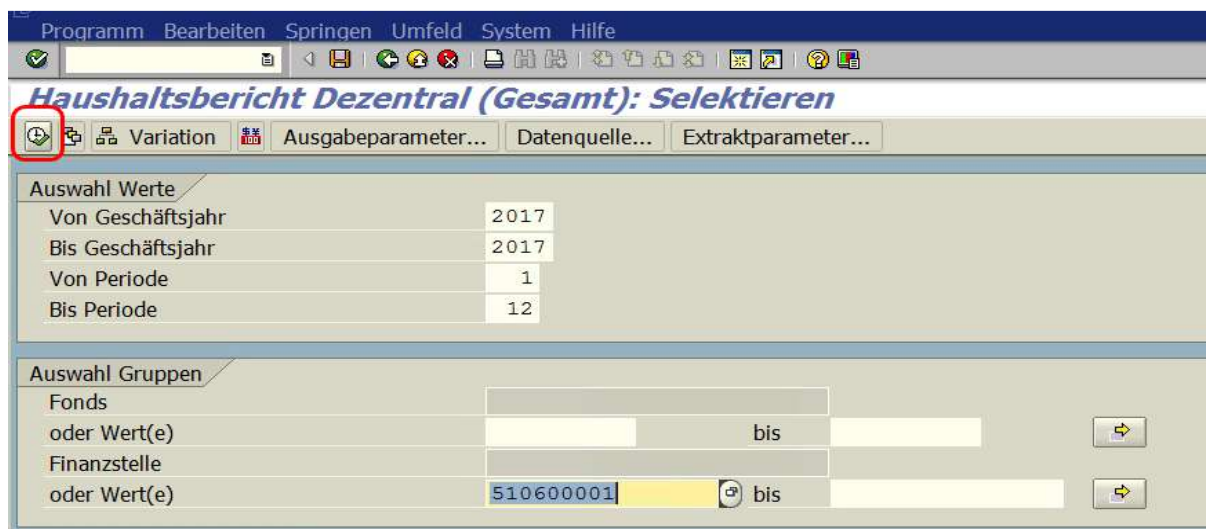 Programm Bearbeiten Springen Umfeld System Hilfe
Haushaltsbericht Dezentral (Gesamt): Selektieren
Variation Ausgabeparameter... Datenquelle... Extraktparameter...
Auswahl Werte
Von Geschäftsjahr 2017
Bis Geschäftsjahr 2017
Von Periode 1
Bis Periode 12
Auswahl Gruppen
Fonds
oder Wert(e) bis
Finanzstelle
oder Wert(e) 510600001 bis